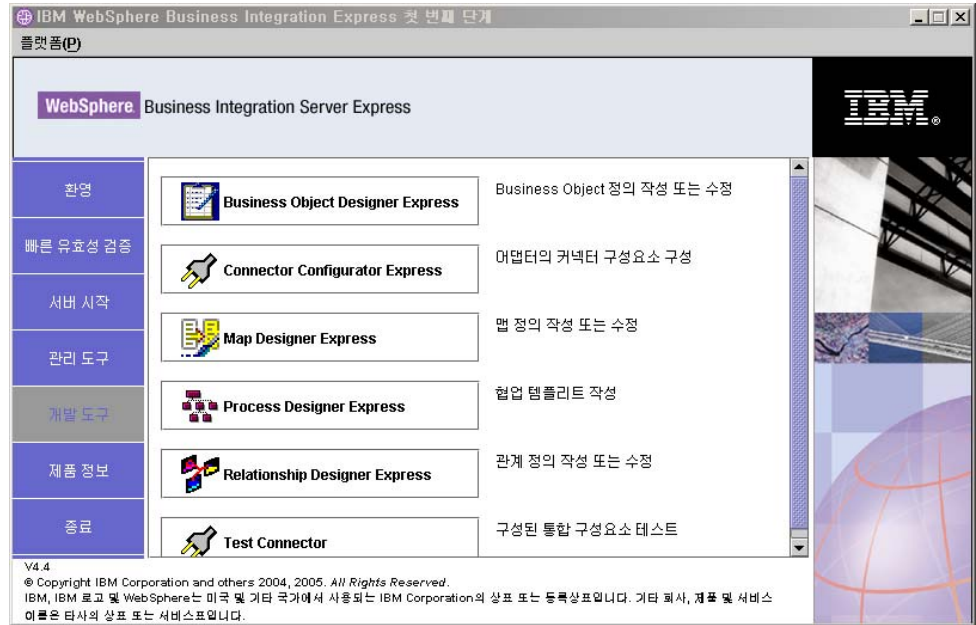 IBM WebSphere Business Integration Express 첫 번째 단계
플랫폼(P)
WebSphere. Business Integration Server Express
IBM®
환영
빠른 유효성 검증
서버 시작
관리 도구
개발 도구
제품 정보
종료
Business Object Designer Express
Business Object 정의 작성 또는 수정
Connector Configurator Express
어댑터의 커넥터 구성요소 구성
Map Designer Express
맵 정의 작성 또는 수정
Process Designer Express
협업 템플리트 작성
Relationship Designer Express
관계 정의 작성 또는 수정
Test Connector
구성된 통합 구성요소 테스트
V4.4
© Copyright IBM Corporation and others 2004, 2005. All Rights Reserved.
IBM, IBM 로고 및 WebSphere는 미국 및 기타 국가에서 사용되는 IBM Corporation의 상표 또는 등록상표입니다. 기타 회사, 제품 및 서비스
이름은 타사의 상표 또는 서비스표입니다.